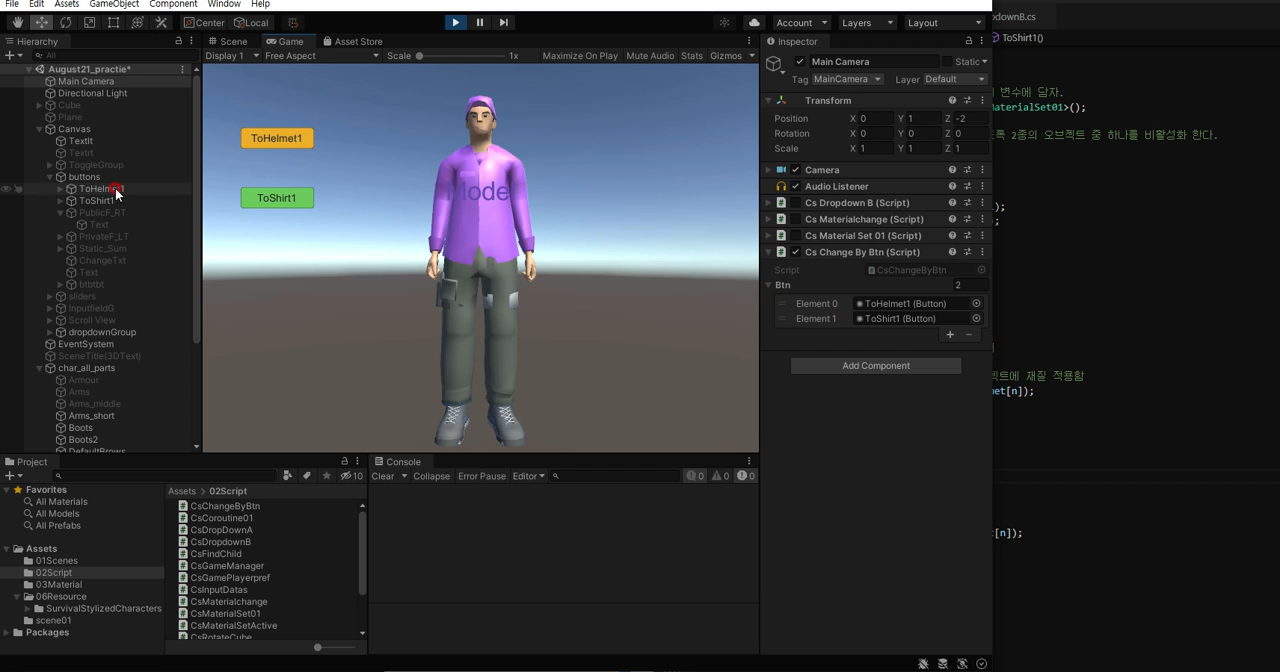 File Edit Assets GameObject Component Window Help
Center Local
Account Layers Layout
Hierarchy
All
August21_practie*
Main Camera
Directional Light
Cube
Plane
Canvas
TextIt
Textrt
ToggleGroup
buttons
ToHelm
ToShirt1
PublicF_RT
Text
PrivateF_LT
Static_Sum
ChangeTxt
Text
btbtbt
sliders
InputfieldG
Scroll View
dropdownGroup
EventSystem
SceneTitle(3DText)
char_all_parts
Armour
Arms
Arms_middle
Arms_short
Boots
Boots2
DefaultBrows
Scene Game Asset Store
Display 1 Free Aspect Scale 1x Maximize On Play Mute Audio Stats Gizmos
ToHelmet1
ToShirt1
Mode
Inspector
Main Camera Static
Tag MainCamera Layer Default
Transform
Position X 0 Y 1 Z -2
Rotation X 0 Y 0 Z 0
Scale X 1 Y 1 Z 1
Camera
Audio Listener
Cs Dropdown B (Script)
Cs Materialchange (Script)
Cs Material Set 01 (Script)
Cs Change By Btn (Script)
Script CsChangeByBtn
Btn 2
Element 0 ToHelmet1 (Button)
Element 1 ToShirt1 (Button)
+ −
Add Component
Project
10
Favorites
All Materials
All Models
All Prefabs
Assets
01Scenes
02Script
03Material
06Resource
SurvivalStylizedCharacters
scene01
Packages
Assets > 02Script
CsChangeByBtn
CsCoroutine01
CsDropDownA
CsDropdownB
CsFindChild
CsGameManager
CsGamePlayerpref
CsInputDatas
CsMaterialchange
CsMaterialSet01
CsMaterialSetActive
CsRotateCube
Console
Clear Collapse Error Pause Editor 0 0 0
downB.cs
ToShirt1()
변수에 담자.
aterialSet01>();
2종의 오브젝트 중 하나를 비활성화 한다.
);
;
트에 재질 적용함
et[n]);
[n]);